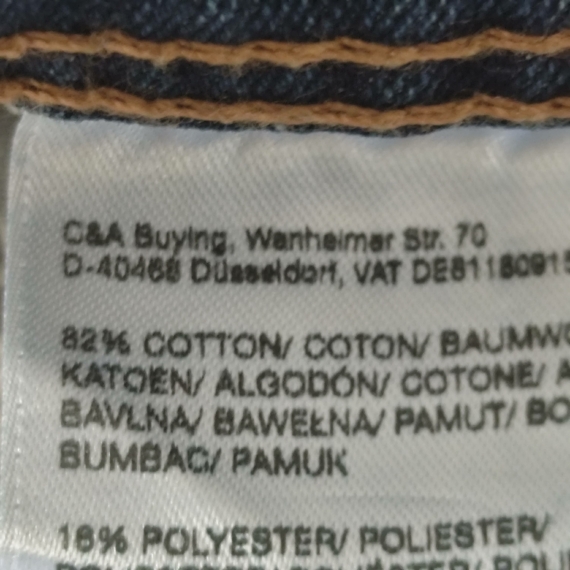 C&A Buying, Wanheimer Str. 70
D-40468 Düsseldorf, VAT
82% COTTON/ COTON/
KATOEN/ ALGODÓN/ COTONE/
BAVLNA/ BAWEŁNA/ PAMUT/
BUMBAC/ PAMUK
16% POLYESTER/ POLIESTER/